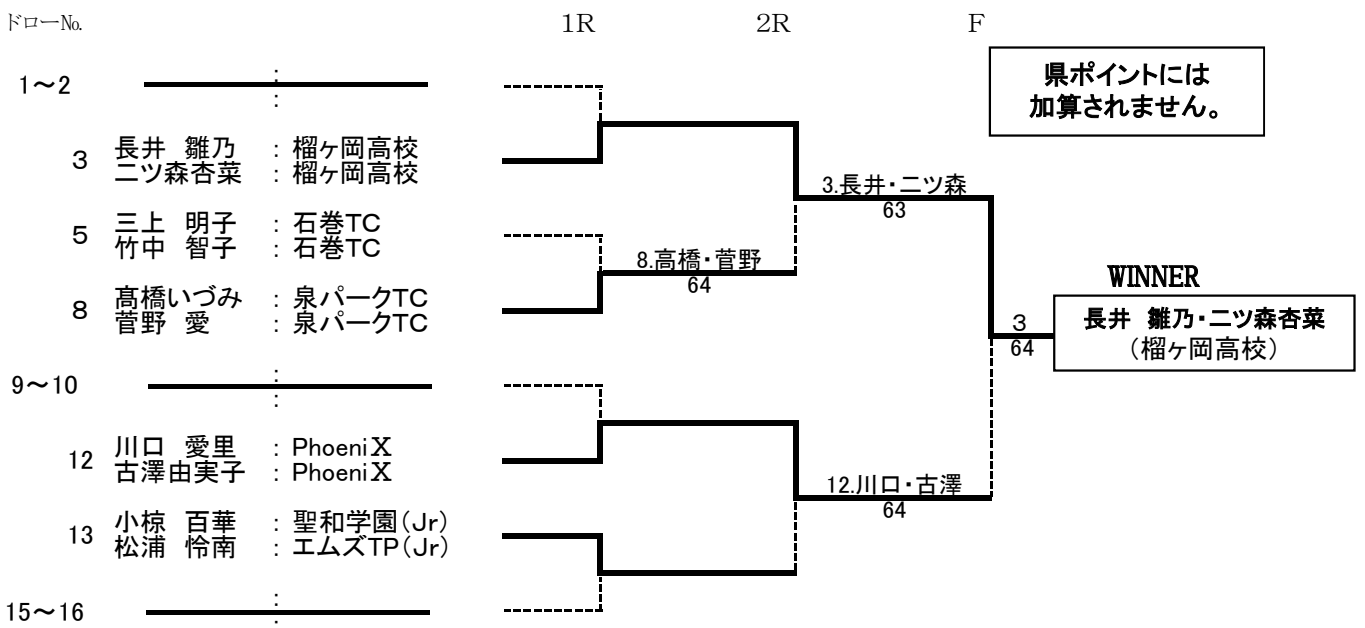 ドローNo. 1R 2R F
県ポイントには
加算されません。
1～2 : :
3 長井 雛乃 : 榴ヶ岡高校
二ツ森杏菜 : 榴ヶ岡高校
3.長井・二ツ森
63
5 三上 明子 : 石巻TC
竹中 智子 : 石巻TC
8.高橋・菅野
64
8 髙橋いづみ : 泉パークTC
菅野 愛 : 泉パークTC
WINNER
長井 雛乃・二ツ森杏菜
（榴ヶ岡高校）
3
64
9～10 : :
12 川口 愛里 : PhoeniX
古澤由実子 : PhoeniX
12.川口・古澤
64
13 小椋 百華 : 聖和学園（Jr）
松浦 怜南 : エムズTP（Jr）
15～16 : :